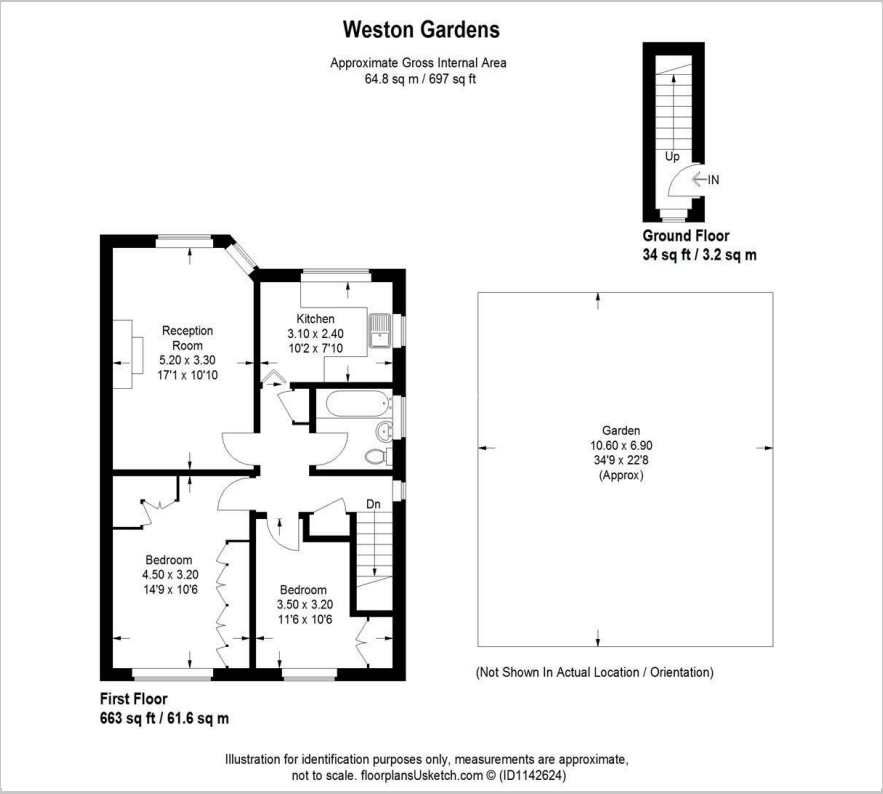 Weston Gardens
Approximate Gross Internal Area
64.8 sq m / 697 sq ft
Up
IN
Ground Floor
34 sq ft / 3.2 sq m
Reception
Room
5.20 x 3.30
17'1 x 10'10
Kitchen
3.10 x 2.40
10'2 x 7'10
Garden
10.60 x 6.90
34'9 x 22'8
(Approx)
Dn
Bedroom
4.50 x 3.20
14'9 x 10'6
Bedroom
3.50 x 3.20
11'6 x 10'6
(Not Shown In Actual Location / Orientation)
First Floor
663 sq ft / 61.6 sq m
Illustration for identification purposes only, measurements are approximate,
not to scale. floorplansUsketch.com © (ID1142624)